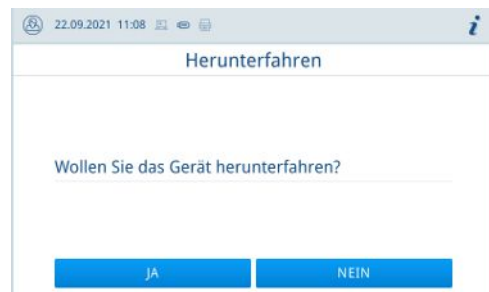 22.09.2021 11:08 i
Herunterfahren
Wollen Sie das Gerät herunterfahren?
JA NEIN